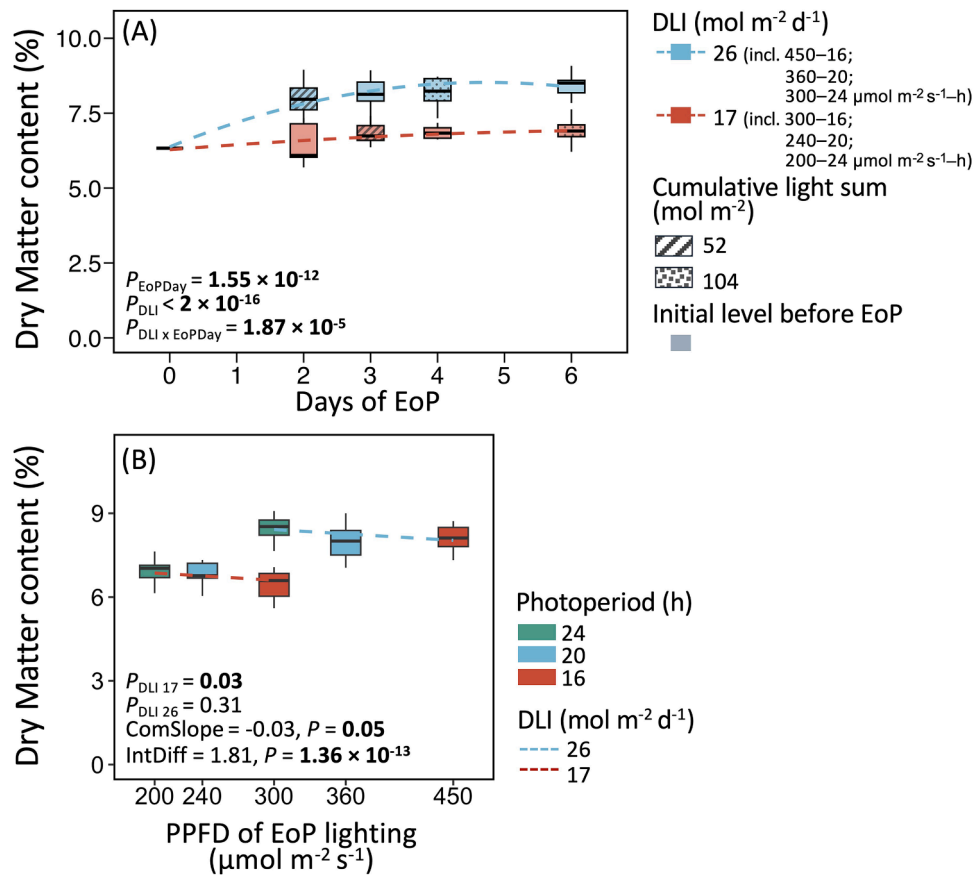 (A)
Dry Matter content (%)
10.0
7.5
5.0
2.5
0.0
P_EoPDay = 1.55 × 10⁻¹²
P_DLI < 2 × 10⁻¹⁶
P_DLI x EoPDay = 1.87 × 10⁻⁵
0 1 2 3 4 5 6
Days of EoP
DLI (mol m⁻² d⁻¹)
26 (incl. 450–16;
360–20;
300–24 µmol m⁻² s⁻¹–h)
17 (incl. 300–16;
240–20;
200–24 µmol m⁻² s⁻¹–h)
Cumulative light sum
(mol m⁻²)
52
104
Initial level before EoP
(B)
Dry Matter content (%)
9
6
3
0
P_DLI 17 = 0.03
P_DLI 26 = 0.31
ComSlope = -0.03, P = 0.05
IntDiff = 1.81, P = 1.36 × 10⁻¹³
200 240 300 360 450
PPFD of EoP lighting
(µmol m⁻² s⁻¹)
Photoperiod (h)
24
20
16
DLI (mol m⁻² d⁻¹)
26
17